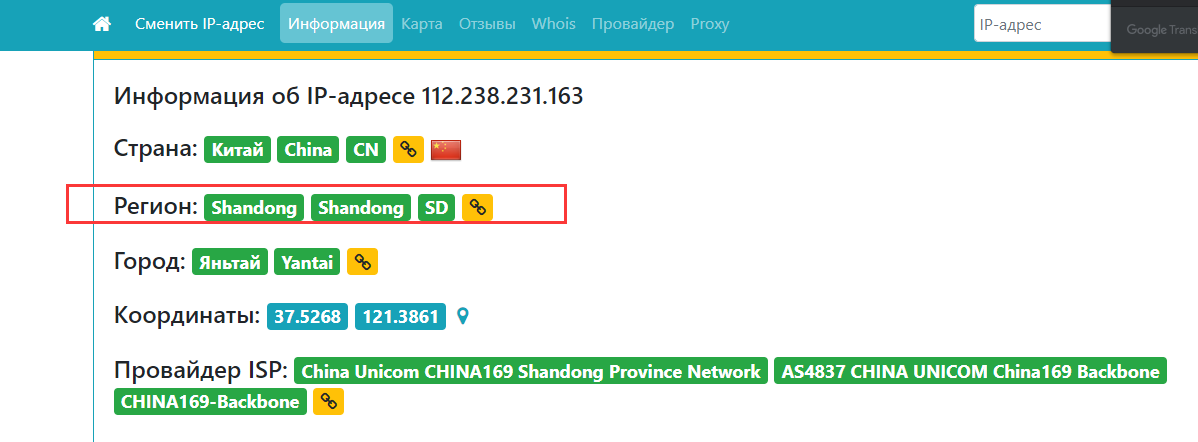 Сменить IP-адрес Информация Карта Отзывы Whois Провайдер Proxy IP-адрес Google Trans
Информация об IP-адресе 112.238.231.163
Страна: Китай China CN
Регион: Shandong Shandong SD
Город: Яньтай Yantai
Координаты: 37.5268 121.3861
Провайдер ISP: China Unicom CHINA169 Shandong Province Network AS4837 CHINA UNICOM China169 Backbone
CHINA169-Backbone